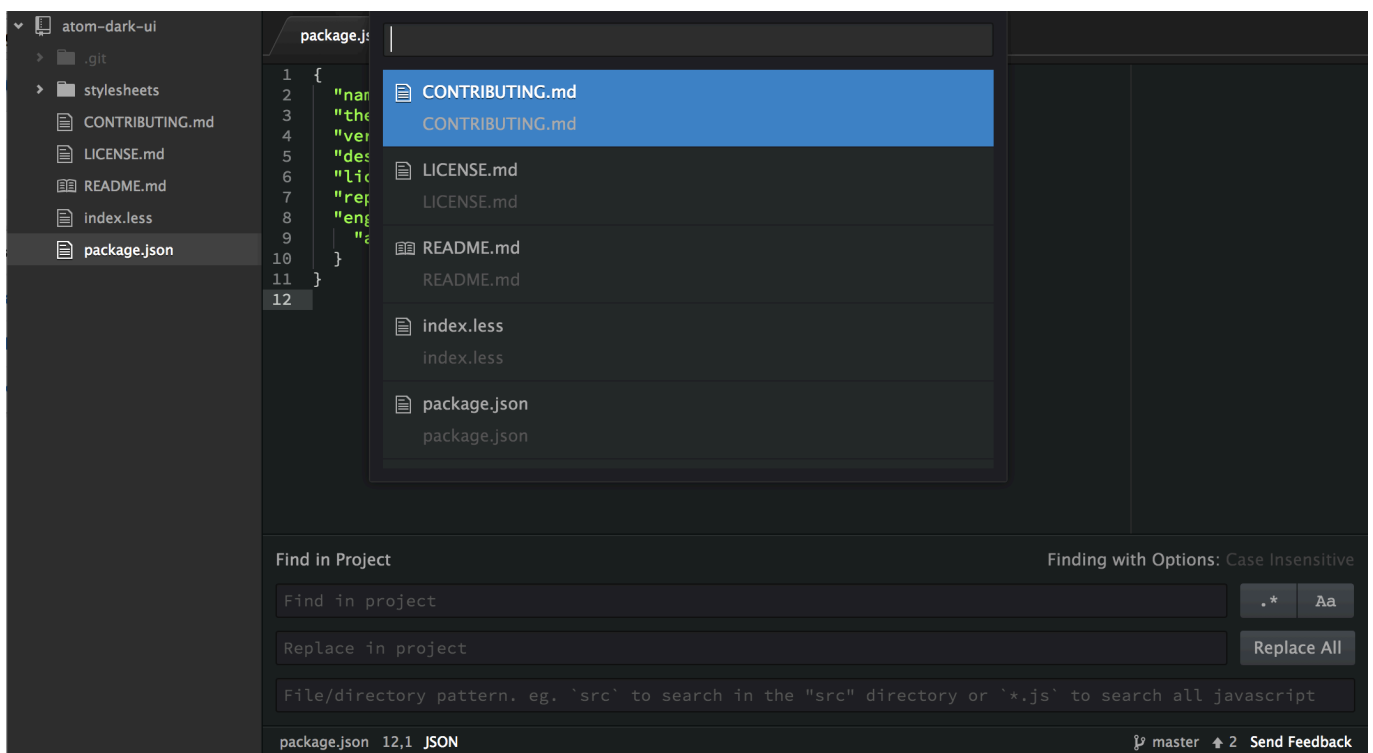 atom-dark-ui
.git
stylesheets
CONTRIBUTING.md
LICENSE.md
README.md
index.less
package.json
package.js
1 {
2 "nam
3 "the
4 "ver
5 "des
6 "lic
7 "rep
8 "eng
9 "a
10 }
11 }
12
CONTRIBUTING.md
CONTRIBUTING.md
LICENSE.md
LICENSE.md
README.md
README.md
index.less
index.less
package.json
package.json
Find in Project
Finding with Options: Case Insensitive
Find in project
.* Aa
Replace in project
Replace All
File/directory pattern. eg. `src` to search in the "src" directory or `*.js` to search all javascript
package.json 12,1 JSON
master 2 Send Feedback